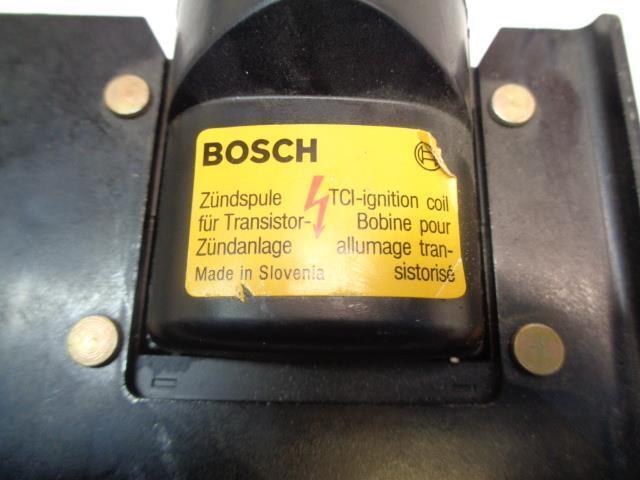 BOSCH
Zündspule
für Transistor-
Zündanlage
Made in Slovenia
TCI-ignition coil
Bobine pour
allumage tran-
sistorisé